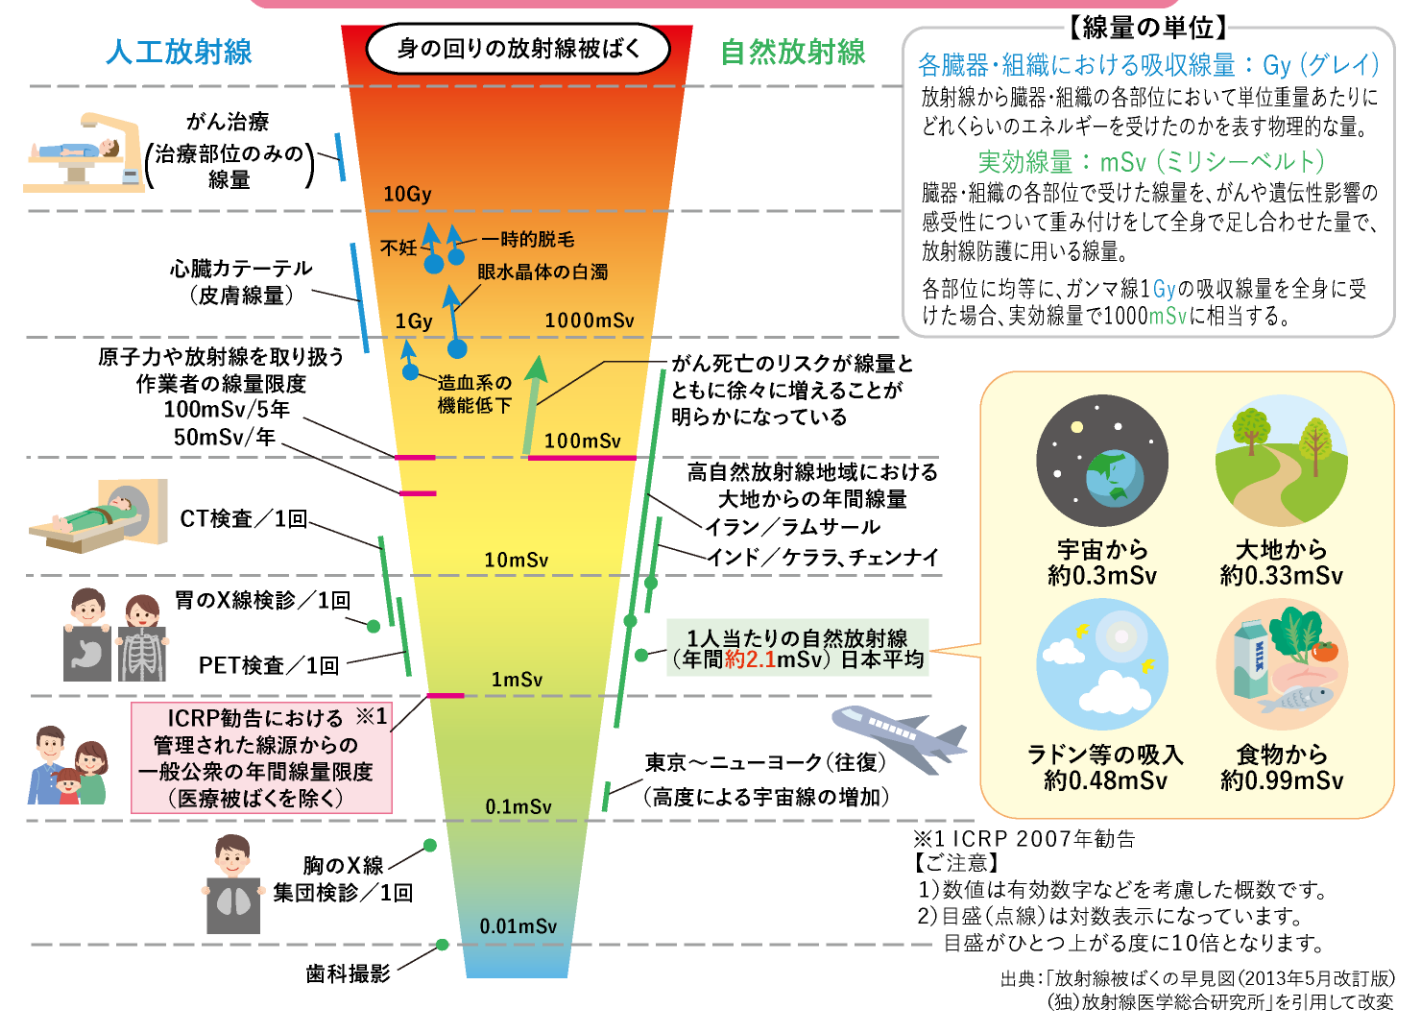 身の回りの放射線被ばく
人工放射線
自然放射線
がん治療
(治療部位のみの
線量)
心臓カテーテル
(皮膚線量)
原子力や放射線を取り扱う
作業者の線量限度
100mSv/5年
50mSv/年
CT検査／1回
胃のX線検診／1回
PET検査／1回
ICRP勧告における ※1
管理された線源からの
一般公衆の年間線量限度
(医療被ばくを除く)
胸のX線
集団検診／1回
歯科撮影
10Gy
不妊
一時的脱毛
眼水晶体の白濁
1Gy
1000mSv
造血系の
機能低下
100mSv
10mSv
1mSv
0.1mSv
0.01mSv
がん死亡のリスクが線量と
ともに徐々に増えることが
明らかになっている
高自然放射線地域における
大地からの年間線量
イラン／ラムサール
インド／ケララ、チェンナイ
1人当たりの自然放射線
(年間約2.1mSv) 日本平均
東京～ニューヨーク(往復)
(高度による宇宙線の増加)
【線量の単位】
各臓器・組織における吸収線量：Gy(グレイ)
放射線から臓器・組織の各部位において単位重量あたりに
どれくらいのエネルギーを受けたのかを表す物理的な量。
実効線量：mSv(ミリシーベルト)
臓器・組織の各部位で受けた線量を、がんや遺伝性影響の
感受性について重み付けをして全身で足し合わせた量で、
放射線防護に用いる線量。
各部位に均等に、ガンマ線1Gyの吸収線量を全身に受
けた場合、実効線量で1000mSvに相当する。
宇宙から
約0.3mSv
大地から
約0.33mSv
MILK
ラドン等の吸入
約0.48mSv
食物から
約0.99mSv
※1 ICRP 2007年勧告
【ご注意】
1)数値は有効数字などを考慮した概数です。
2)目盛(点線)は対数表示になっています。
目盛がひとつ上がる度に10倍となります。
出典：「放射線被ばくの早見図(2013年5月改訂版)
(独)放射線医学総合研究所」を引用して改変